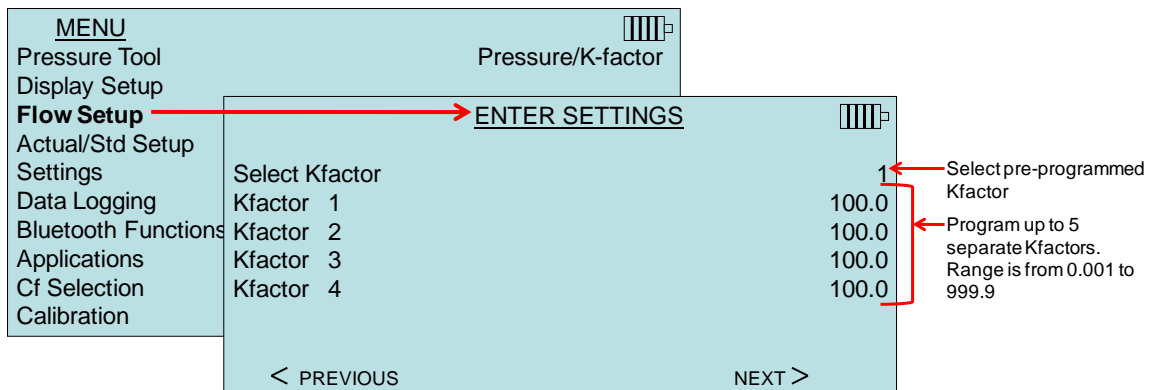 MENU
Pressure Tool Pressure/K-factor
Display Setup
Flow Setup
Actual/Std Setup
Settings
Data Logging
Bluetooth Functions
Applications
Cf Selection
Calibration
ENTER SETTINGS
Select Kfactor 1
Kfactor 1 100.0
Kfactor 2 100.0
Kfactor 3 100.0
Kfactor 4 100.0
< PREVIOUS NEXT >
Select pre-programmed
Kfactor
Program up to 5
separate Kfactors.
Range is from 0.001 to
999.9